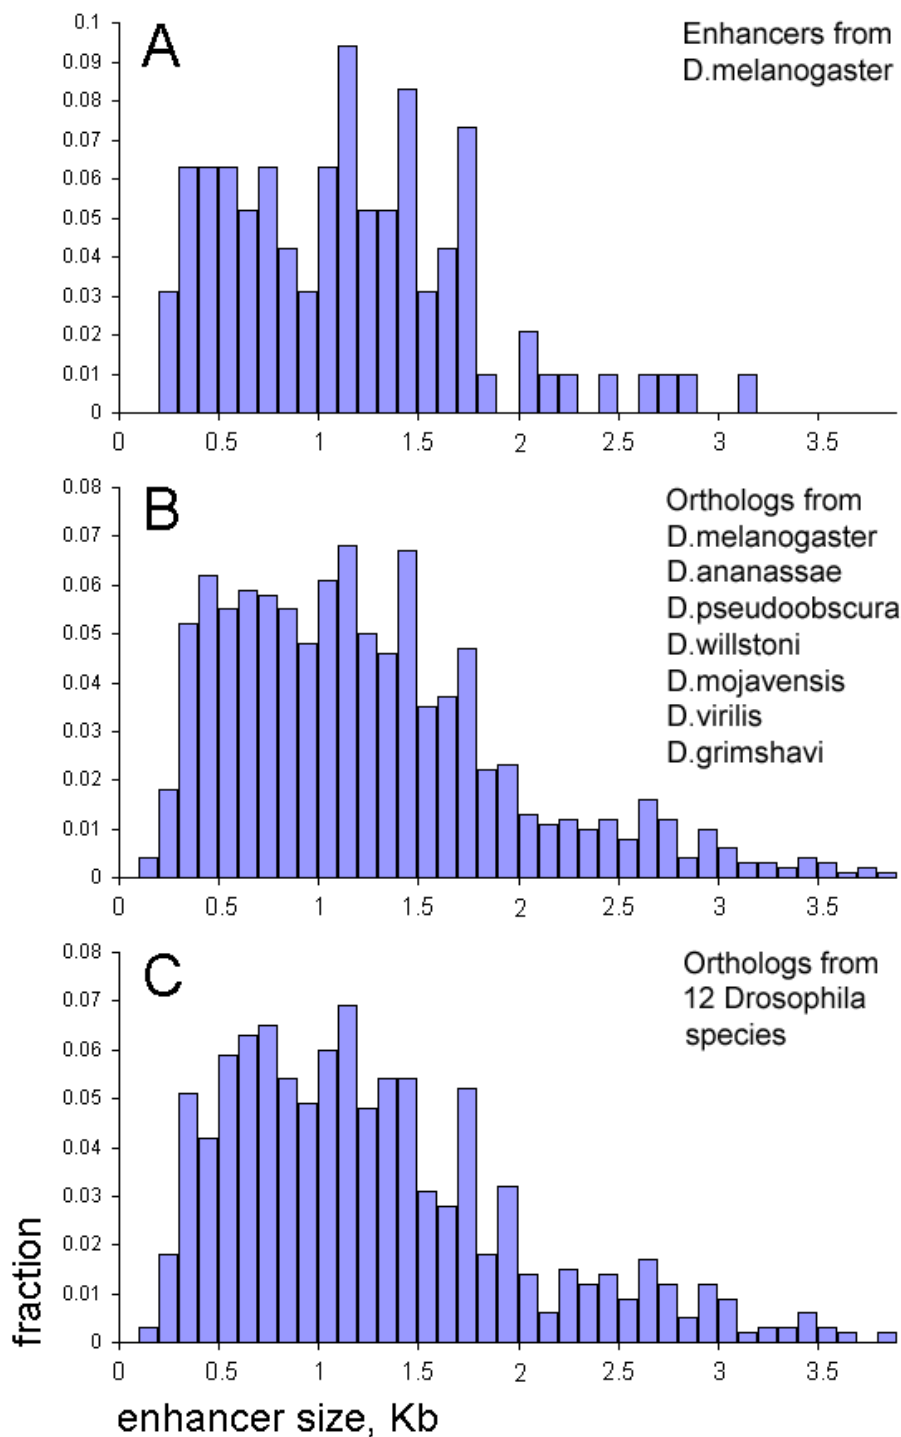 A
Enhancers from
D.melanogaster
0.1
0.09
0.08
0.07
0.06
0.05
0.04
0.03
0.02
0.01
0
0 0.5 1 1.5 2 2.5 3 3.5
B
Orthologs from
D.melanogaster
D.ananassae
D.pseudoobscura
D.willstoni
D.mojavensis
D.virilis
D.grimshavi
0.08
0.07
0.06
0.05
0.04
0.03
0.02
0.01
0
0 0.5 1 1.5 2 2.5 3 3.5
C
Orthologs from
12 Drosophila
species
0.08
0.07
0.06
0.05
0.04
0.03
0.02
0.01
0
0 0.5 1 1.5 2 2.5 3 3.5
fraction
enhancer size, Kb